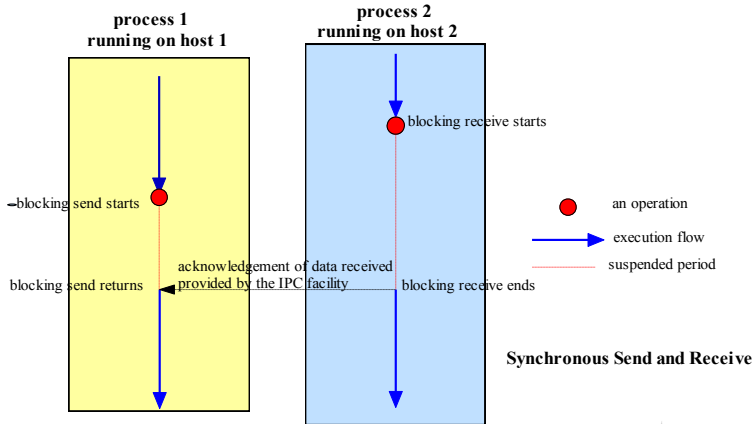 process 1
running on host 1
process 2
running on host 2
blocking receive starts
blocking send starts
an operation
execution flow
suspended period
acknowledgement of data received
provided by the IPC facility
blocking send returns
blocking receive ends
Synchronous Send and Receive